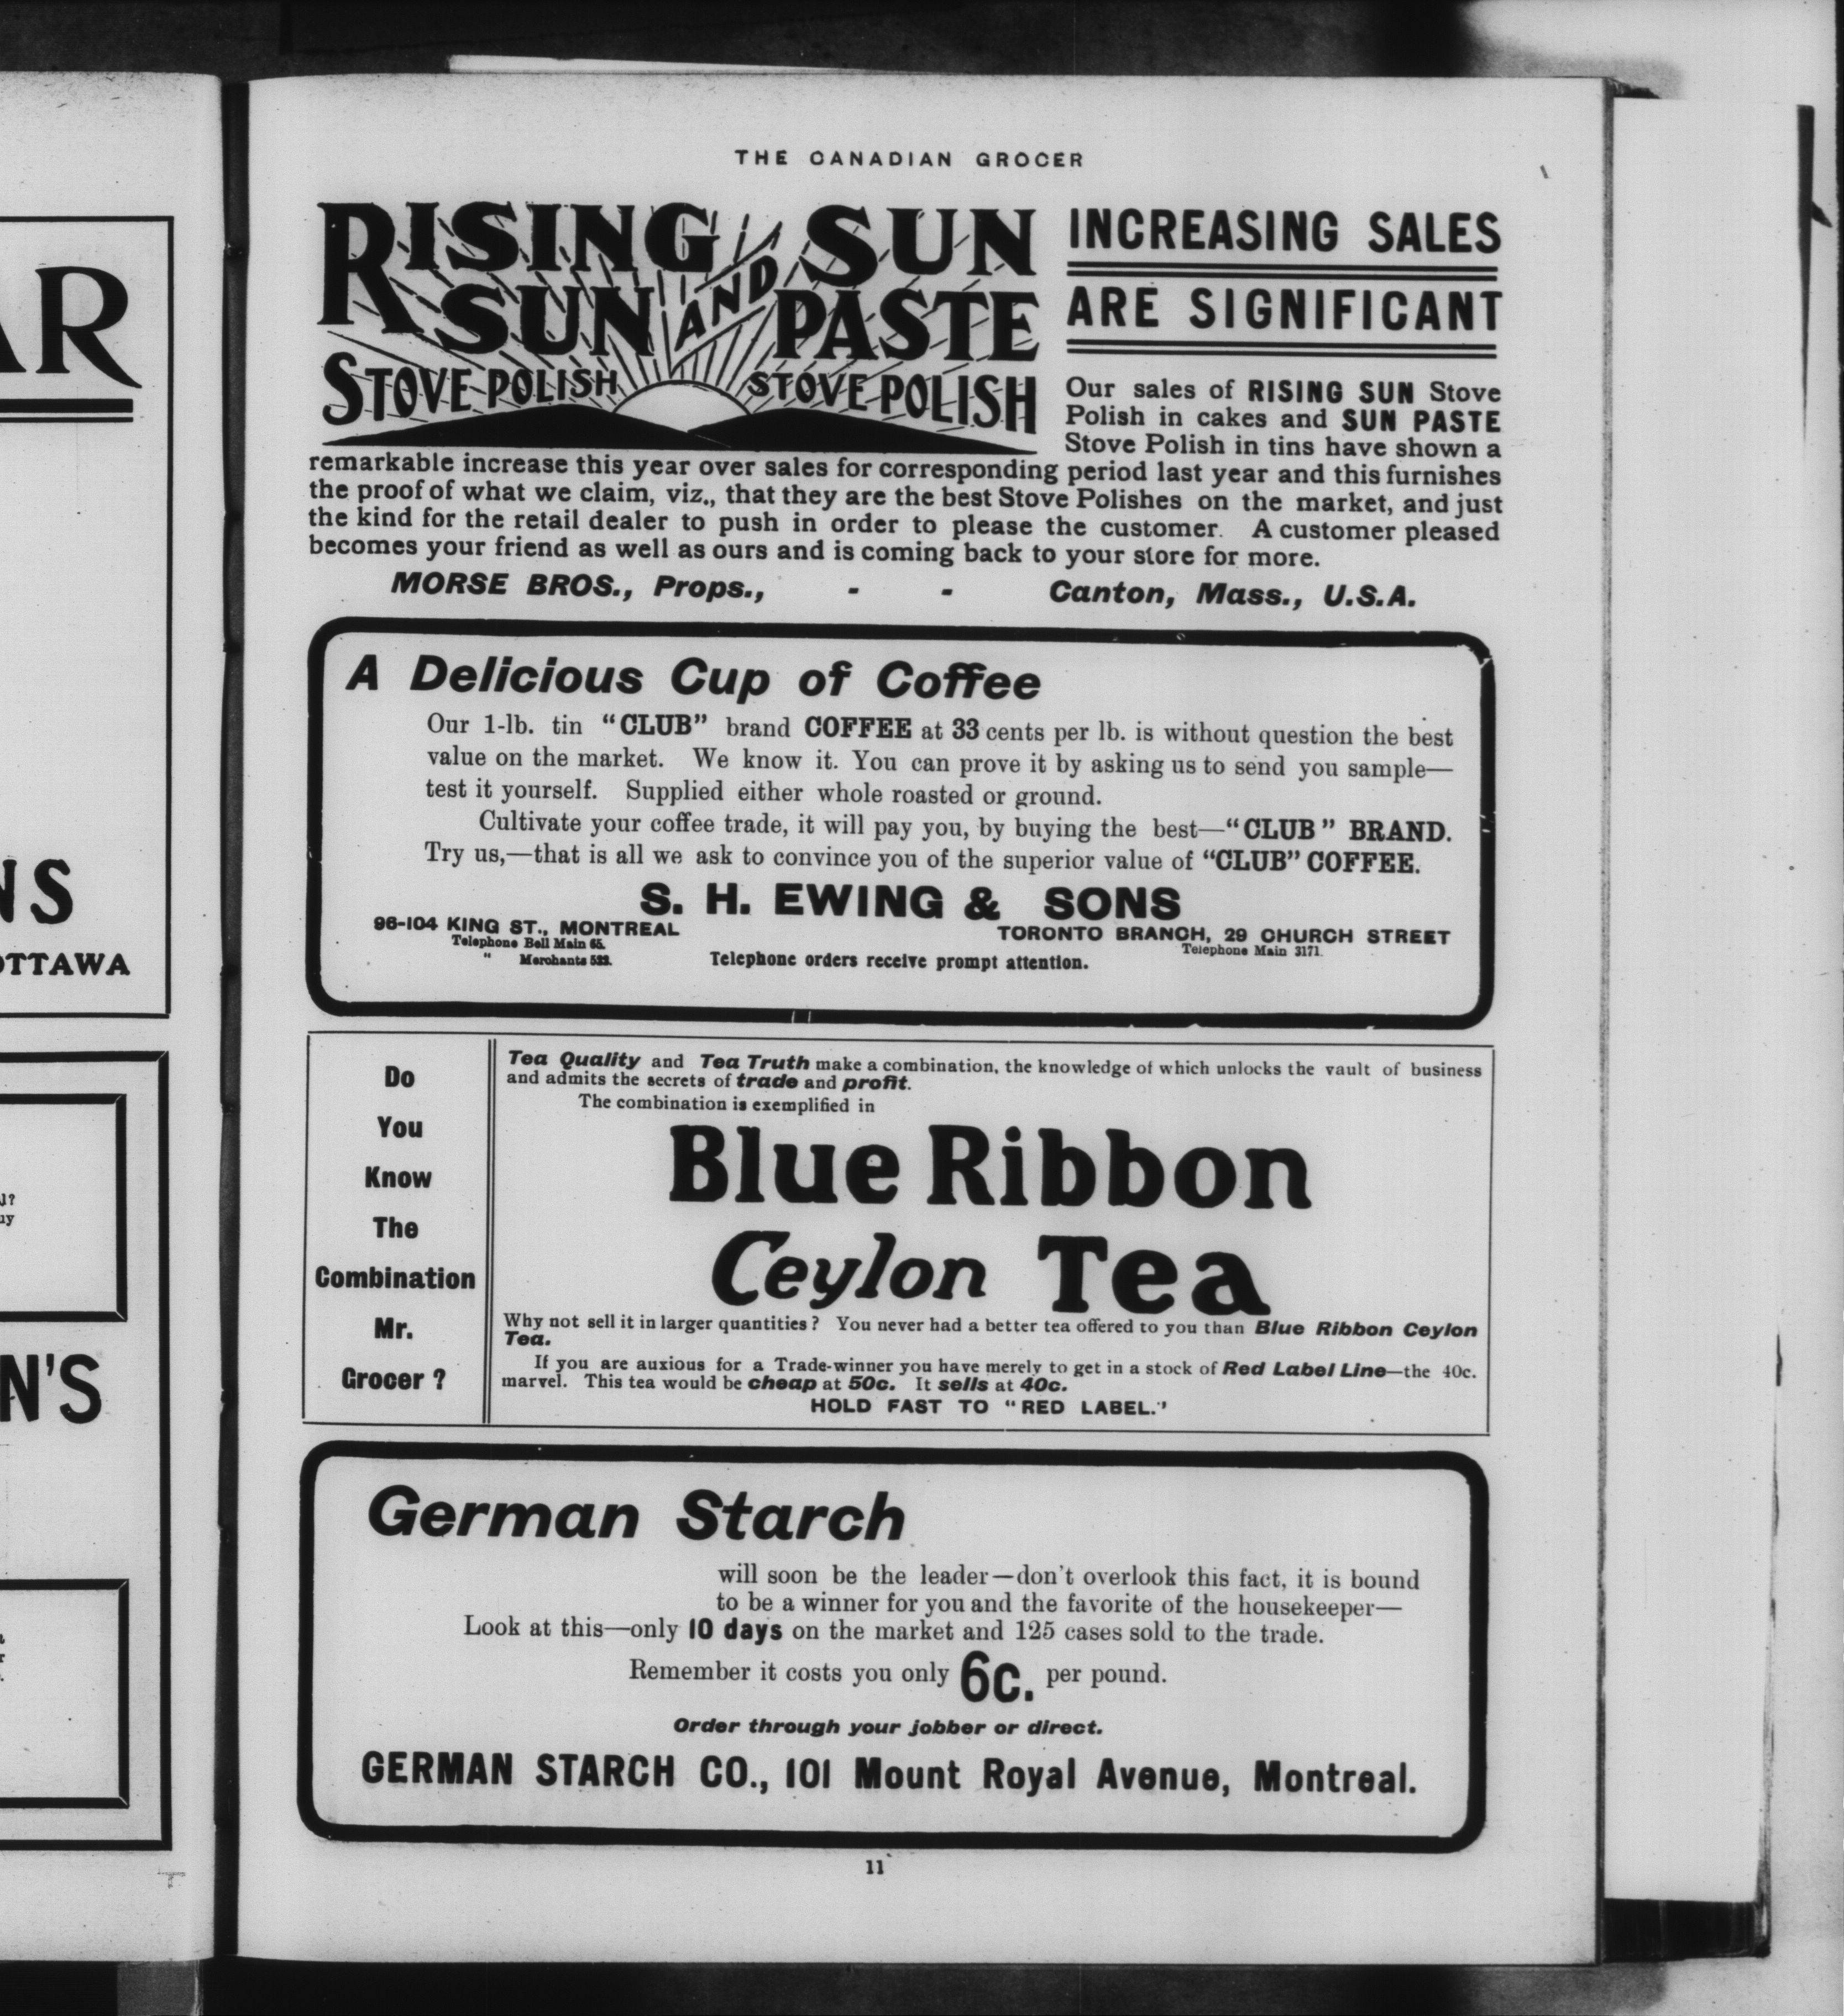 AR
NS
OTTAWA
N'S
THE CANADIAN GROCER
RISING SUN
STOVE POLISH
AND
SUN PASTE
STOVE POLISH
INCREASING SALES
ARE SIGNIFICANT
Our sales of RISING SUN Stove
Polish in cakes and SUN PASTE
Stove Polish in tins have shown a
remarkable increase this year over sales for corresponding period last year and this furnishes
the proof of what we claim, viz., that they are the best Stove Polishes on the market, and just
the kind for the retail dealer to push in order to please the customer. A customer pleased
becomes your friend as well as ours and is coming back to your store for more.
MORSE BROS., Props., - - Canton, Mass., U.S.A.
A Delicious Cup of Coffee
Our 1-lb. tin “CLUB” brand COFFEE at 33 cents per lb. is without question the best
value on the market. We know it. You can prove it by asking us to send you sample—
test it yourself. Supplied either whole roasted or ground.
Cultivate your coffee trade, it will pay you, by buying the best—“CLUB” BRAND.
Try us,—that is all we ask to convince you of the superior value of “CLUB” COFFEE.
S. H. EWING & SONS
96-104 KING ST., MONTREAL
Telephone Bell Main 65.
" Merchants 522.
TORONTO BRANCH, 29 CHURCH STREET
Telephone Main 3171.
Telephone orders receive prompt attention.
Do
You
Know
The
Combination
Mr.
Grocer ?
Tea Quality and Tea Truth make a combination, the knowledge of which unlocks the vault of business
and admits the secrets of trade and profit.
The combination is exemplified in
Blue Ribbon
Ceylon Tea
Why not sell it in larger quantities ? You never had a better tea offered to you than Blue Ribbon Ceylon
Tea.
If you are auxious for a Trade-winner you have merely to get in a stock of Red Label Line—the 40c.
marvel. This tea would be cheap at 50c. It sells at 40c.
HOLD FAST TO “RED LABEL.”
German Starch
will soon be the leader—don't overlook this fact, it is bound
to be a winner for you and the favorite of the housekeeper—
Look at this—only 10 days on the market and 125 cases sold to the trade.
Remember it costs you only 6c. per pound.
Order through your jobber or direct.
GERMAN STARCH CO., 101 Mount Royal Avenue, Montreal.
11